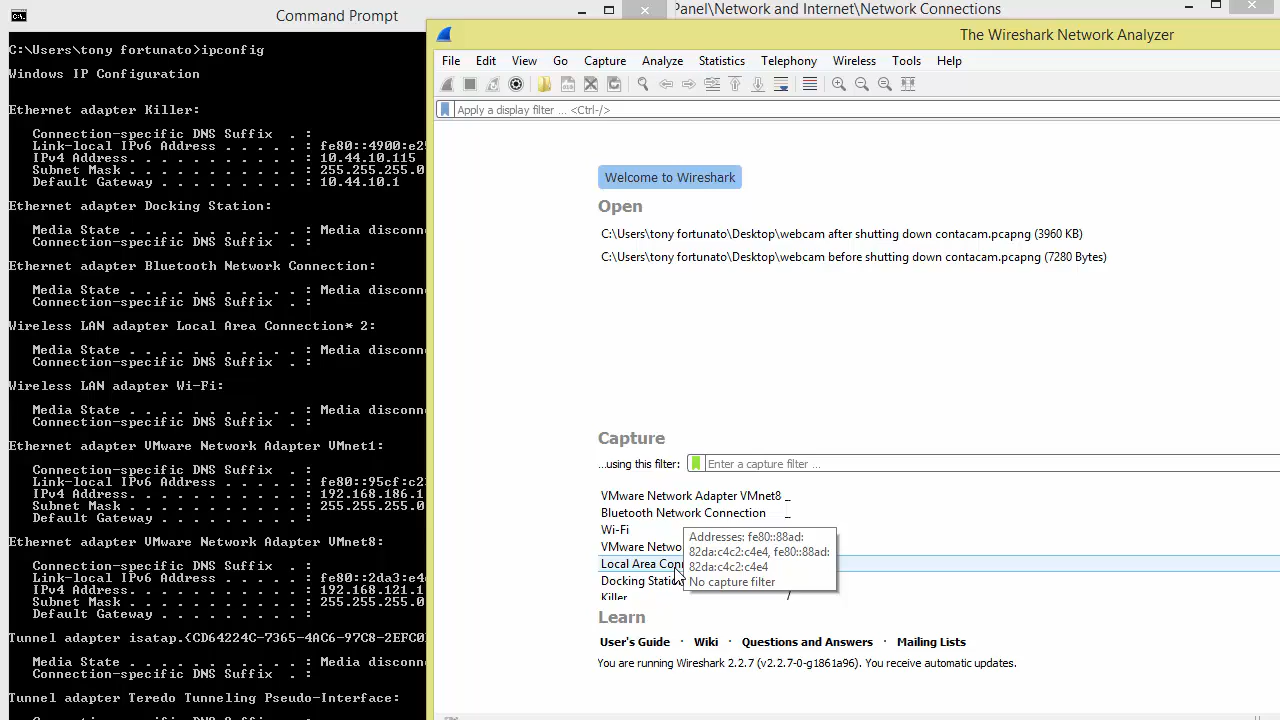 Command Prompt
C:\Users\tony fortunato>ipconfig
Windows IP Configuration
Ethernet adapter Killer:
Connection-specific DNS Suffix . :
Link-local IPv6 Address . . . . . : fe80::4900:e25
IPv4 Address. . . . . . . . . . . : 10.44.10.115
Subnet Mask . . . . . . . . . . . : 255.255.255.0
Default Gateway . . . . . . . . . : 10.44.10.1
Ethernet adapter Docking Station:
Media State . . . . . . . . . . . : Media disconn
Connection-specific DNS Suffix . :
Ethernet adapter Bluetooth Network Connection:
Media State . . . . . . . . . . . : Media disconn
Connection-specific DNS Suffix . :
Wireless LAN adapter Local Area Connection* 2:
Media State . . . . . . . . . . . : Media disconn
Connection-specific DNS Suffix . :
Wireless LAN adapter Wi-Fi:
Media State . . . . . . . . . . . : Media disconn
Connection-specific DNS Suffix . :
Ethernet adapter VMware Network Adapter VMnet1:
Connection-specific DNS Suffix . :
Link-local IPv6 Address . . . . . : fe80::95cf:c2
IPv4 Address. . . . . . . . . . . : 192.168.186.1
Subnet Mask . . . . . . . . . . . : 255.255.255.0
Default Gateway . . . . . . . . . :
Ethernet adapter VMware Network Adapter VMnet8:
Connection-specific DNS Suffix . :
Link-local IPv6 Address . . . . . : fe80::2da3:e4
IPv4 Address. . . . . . . . . . . : 192.168.121.1
Subnet Mask . . . . . . . . . . . : 255.255.255.0
Default Gateway . . . . . . . . . :
Tunnel adapter isatap.{CD64224C-7365-4AC6-97C8-2EFC0
Media State . . . . . . . . . . . : Media disconn
Connection-specific DNS Suffix . :
Tunnel adapter Teredo Tunneling Pseudo-Interface:
Connection-specific DNS Suffix . :
Panel\Network and Internet\Network Connections
The Wireshark Network Analyzer
File Edit View Go Capture Analyze Statistics Telephony Wireless Tools Help
Apply a display filter ... <Ctrl-/>
Welcome to Wireshark
Open
C:\Users\tony fortunato\Desktop\webcam after shutting down contacam.pcapng (3960 KB)
C:\Users\tony fortunato\Desktop\webcam before shutting down contacam.pcapng (7280 Bytes)
Capture
...using this filter: Enter a capture filter ...
VMware Network Adapter VMnet8
Bluetooth Network Connection
Wi-Fi
VMware Netwo
Local Area Con
Docking Statio
Killer
Addresses: fe80::88ad:
82da:c4c2:c4e4, fe80::88ad:
82da:c4c2:c4e4
No capture filter
Learn
User's Guide · Wiki · Questions and Answers · Mailing Lists
You are running Wireshark 2.2.7 (v2.2.7-0-g1861a96). You receive automatic updates.